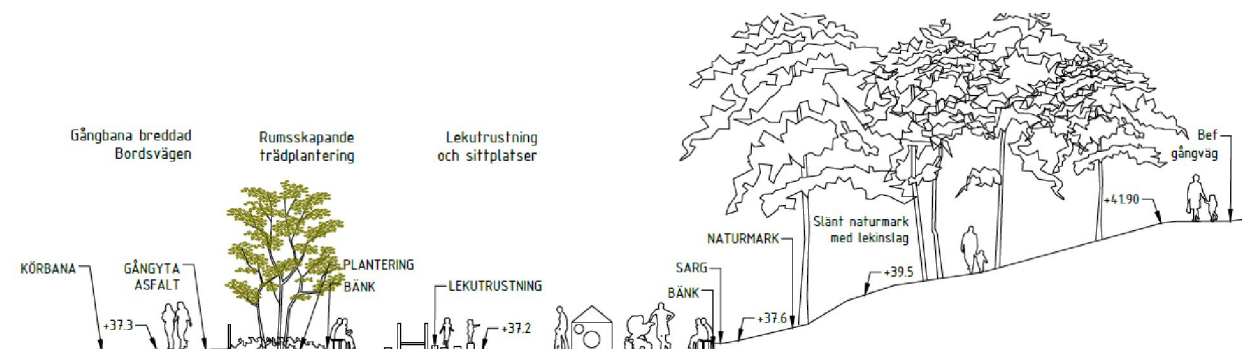 Gångbana breddad
Bordsvägen
Rumsskapande
trädplantering
Lekutrustning
och sittplatser
Bef
gångväg
+41.90
Slänt naturmark
med lekinslag
NATURMARK
KÖRBANA
GÅNGYTA
ASFALT
PLANTERING
BÄNK
LEKUTRUSTNING
SARG
BÄNK
+39.5
+37.3
+37.2
+37.6